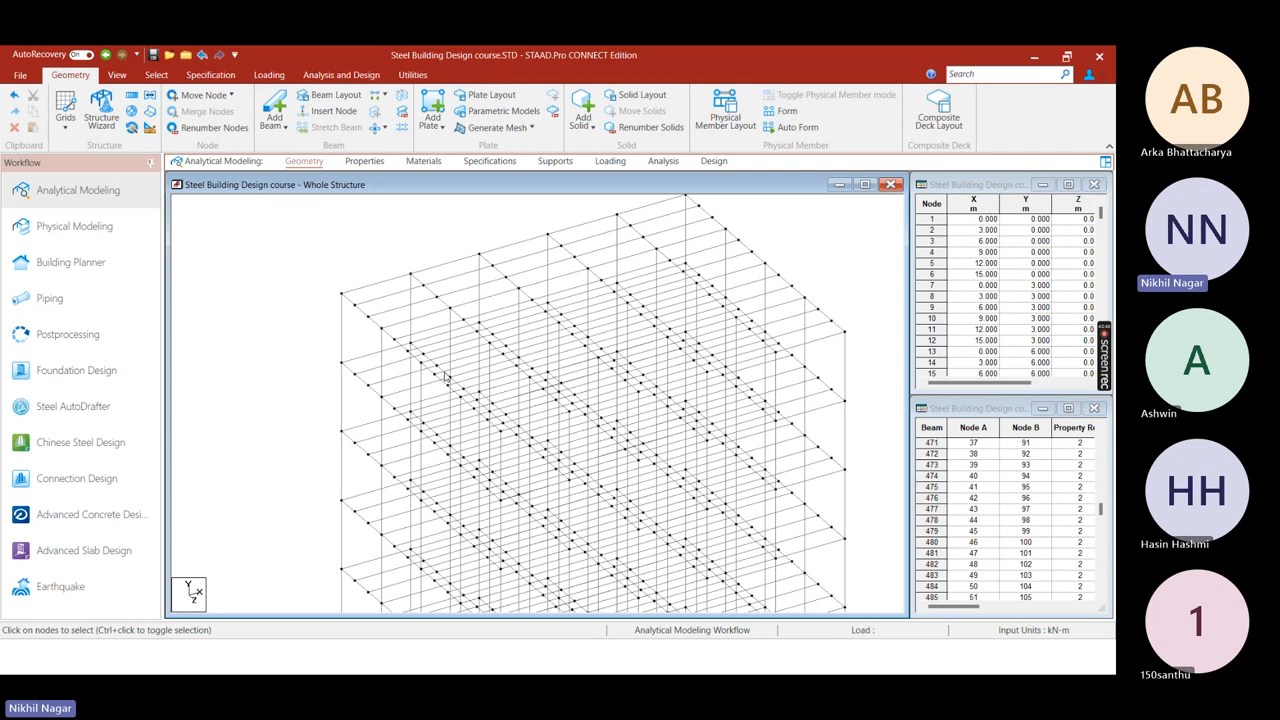 AutoRecovery On
Steel Building Design course.STD - STAAD.Pro CONNECT Edition
File Geometry View Select Specification Loading Analysis and Design Utilities
Search
Grids
Structure Wizard
Move Node
Merge Nodes
Renumber Nodes
Add Beam
Beam Layout
Insert Node
Stretch Beam
Add Plate
Plate Layout
Parametric Models
Generate Mesh
Add Solid
Solid Layout
Move Solids
Renumber Solids
Physical Member Layout
Toggle Physical Member mode
Form
Auto Form
Composite Deck Layout
Clipboard Structure Node Beam Plate Solid Physical Member Composite Deck
Workflow
Analytical Modeling: Geometry Properties Materials Specifications Supports Loading Analysis Design
Analytical Modeling
Physical Modeling
Building Planner
Piping
Postprocessing
Foundation Design
Steel AutoDrafter
Chinese Steel Design
Connection Design
Advanced Concrete Desi...
Advanced Slab Design
Earthquake
Steel Building Design course - Whole Structure
Y
X
Z
Steel Building Design co...
Node X m Y m Z m
1 0.000 0.000 0.0
2 3.000 0.000 0.0
3 6.000 0.000 0.0
4 9.000 0.000 0.0
5 12.000 0.000 0.0
6 15.000 0.000 0.0
7 0.000 3.000 0.0
8 3.000 3.000 0.0
9 6.000 3.000 0.0
10 9.000 3.000 0.0
11 12.000 3.000 0.0
12 15.000 3.000 0.0
13 0.000 6.000 0.0
14 3.000 6.000 0.0
15 6.000 6.000 0.0
screen rec
Steel Building Design co...
Beam Node A Node B Property Re
471 37 91 2
472 38 92 2
473 39 93 2
474 40 94 2
475 41 95 2
476 42 96 2
477 43 97 2
478 44 98 2
479 45 99 2
480 46 100 2
481 47 101 2
482 48 102 2
483 49 103 2
484 50 104 2
485 51 105 2
Click on nodes to select (Ctrl+click to toggle selection)
Analytical Modeling Workflow
Load :
Input Units : kN-m
AB
Arka Bhattacharya
NN
Nikhil Nagar
A
Ashwin
HH
Hasin Hashmi
1
150santhu
Nikhil Nagar